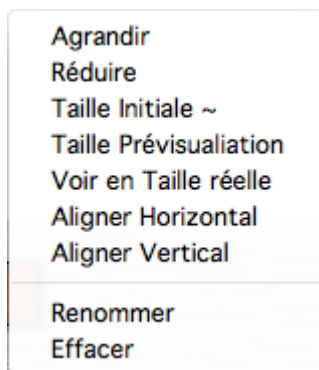 Agrandir
Réduire
Taille Initiale ~
Taille Prévisualiation
Voir en Taille réelle
Aligner Horizontal
Aligner Vertical
Renommer
Effacer